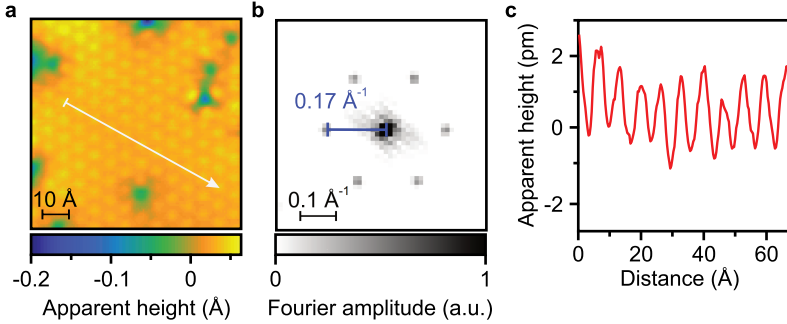 a
10 Å
-0.2 -0.1 0
Apparent height (Å)
b
0.17 Å-1
0.1 Å-1
0 1
Fourier amplitude (a.u.)
c
Apparent height (pm)
2
0
-2
0 20 40 60
Distance (Å)